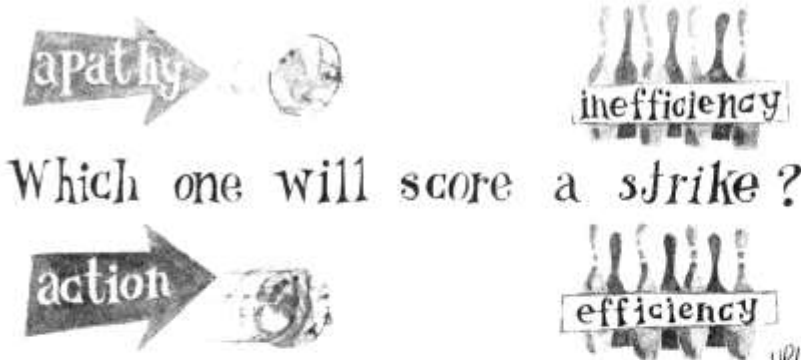 apathy
inefficiency
Which one will score a strike?
action
efficiency